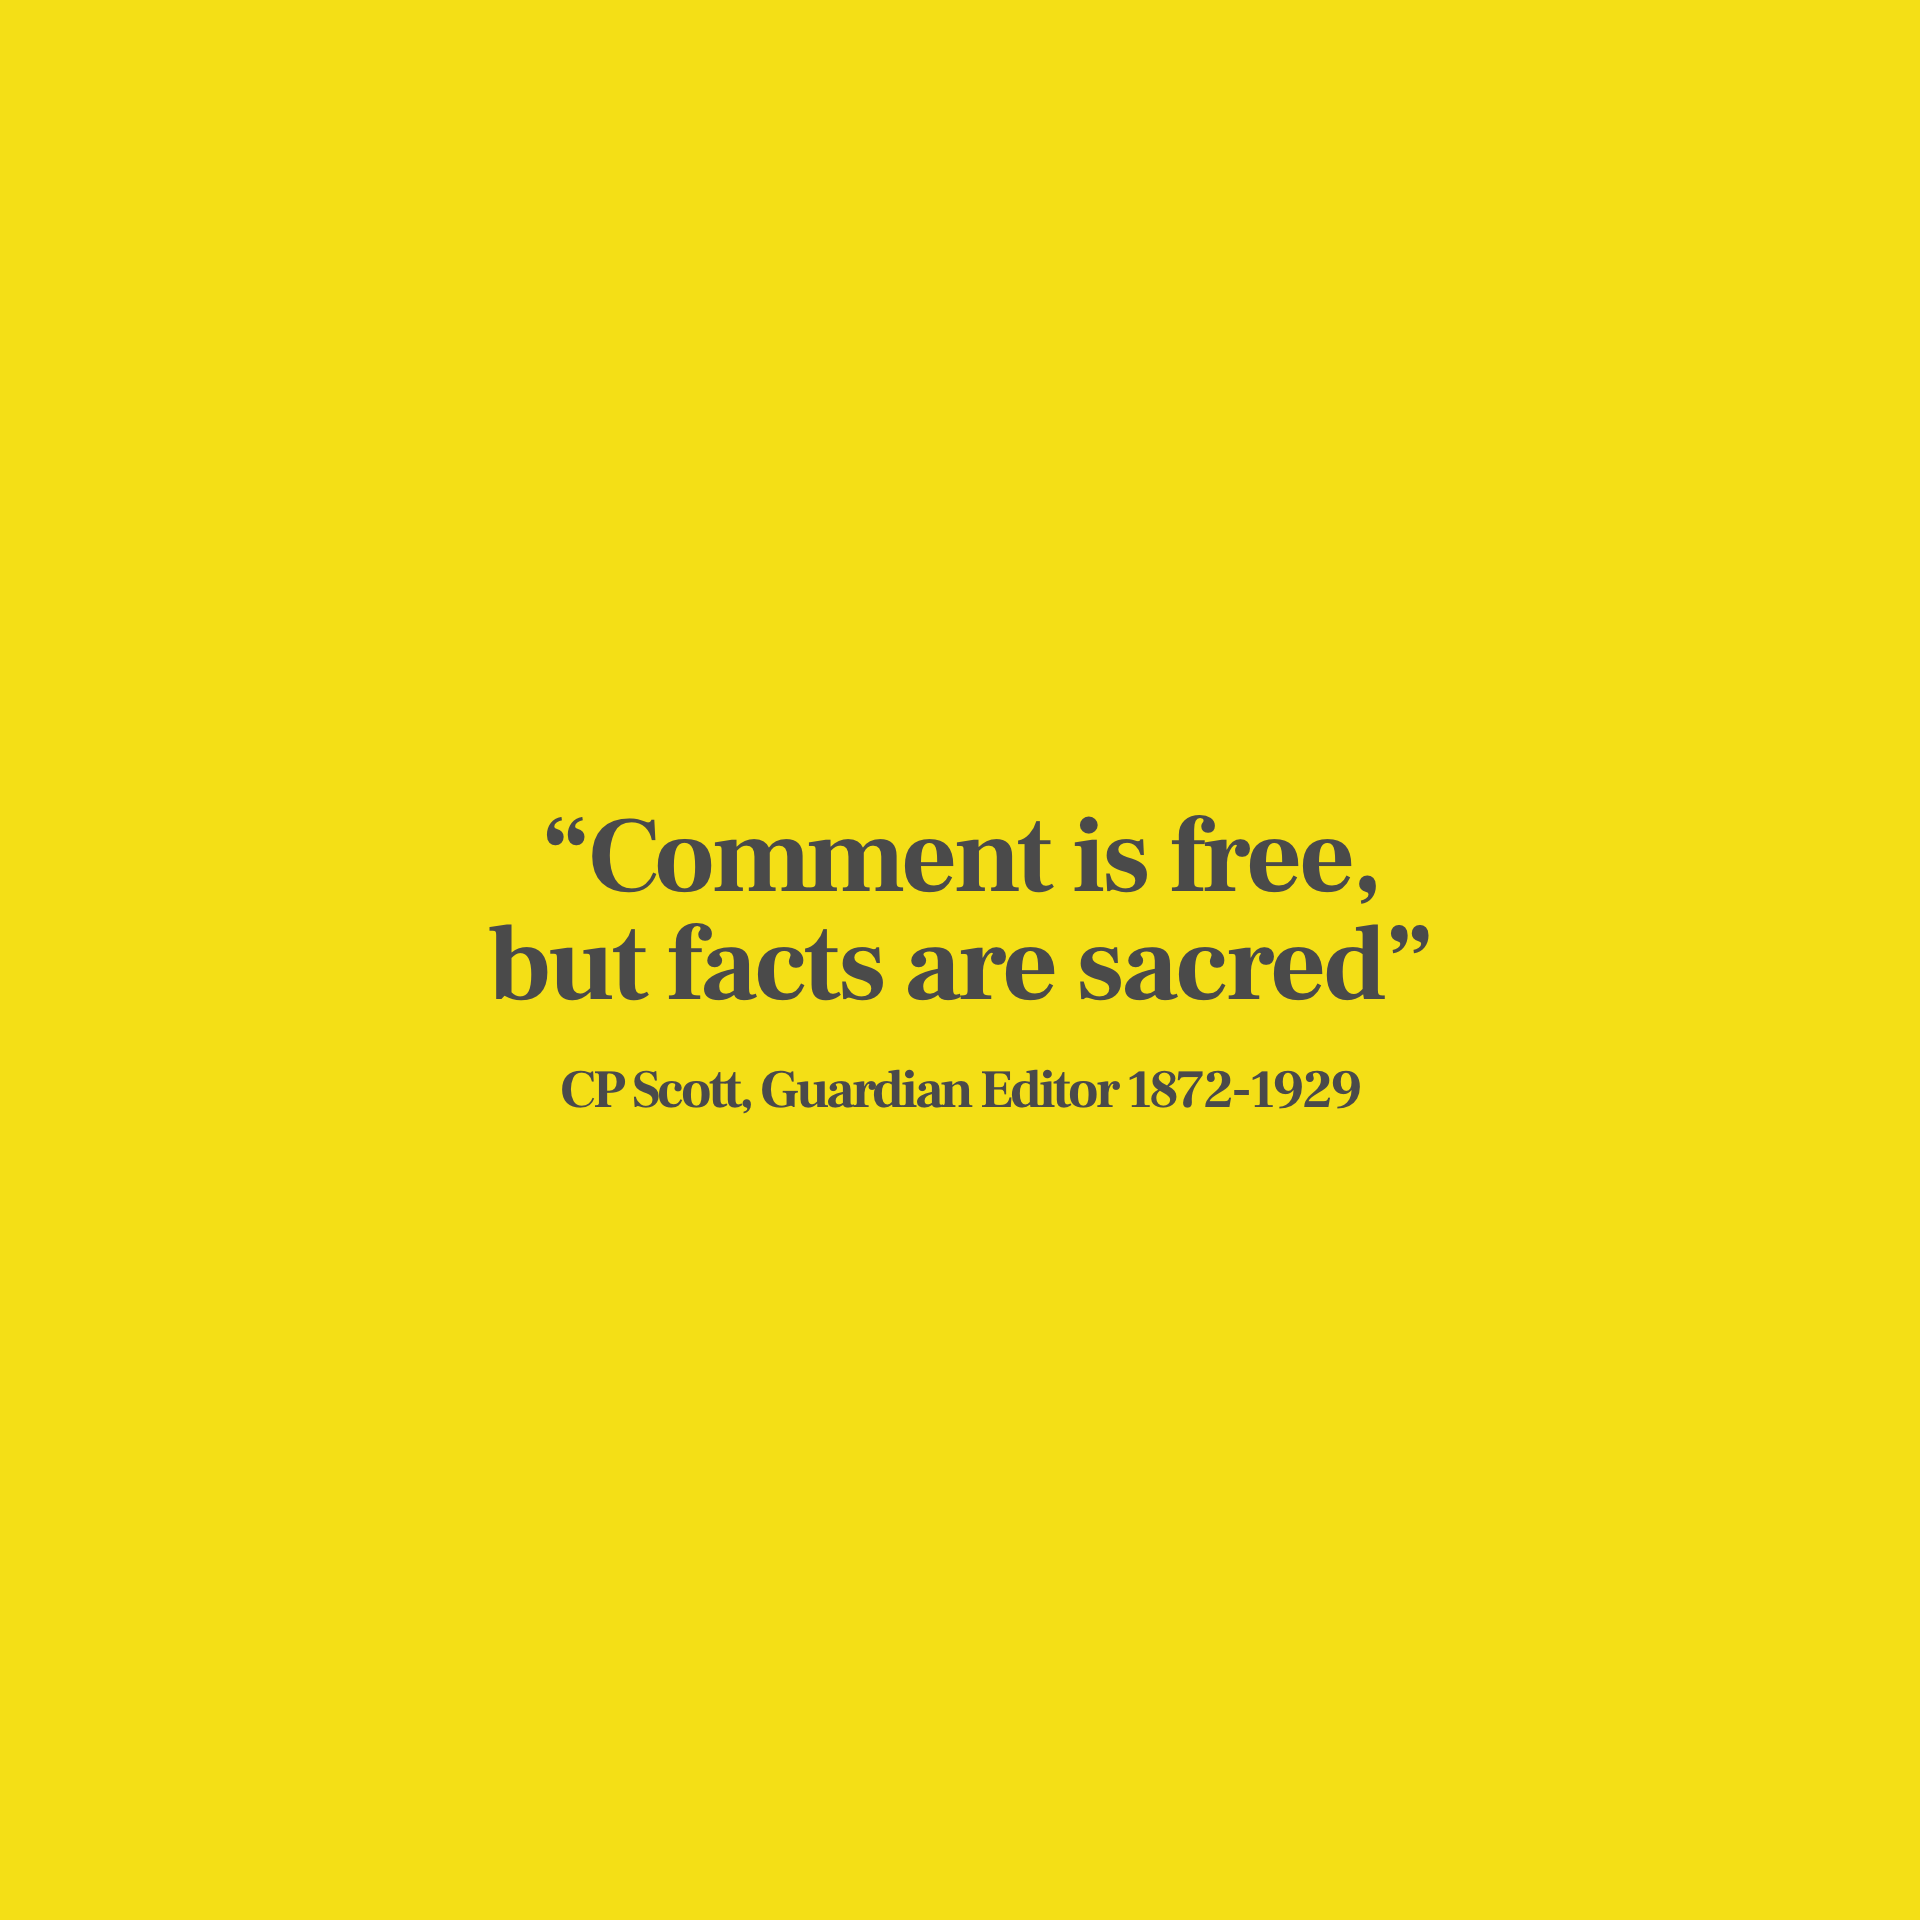 “Comment is free,
but facts are sacred”
CP Scott, Guardian Editor 1872-1929